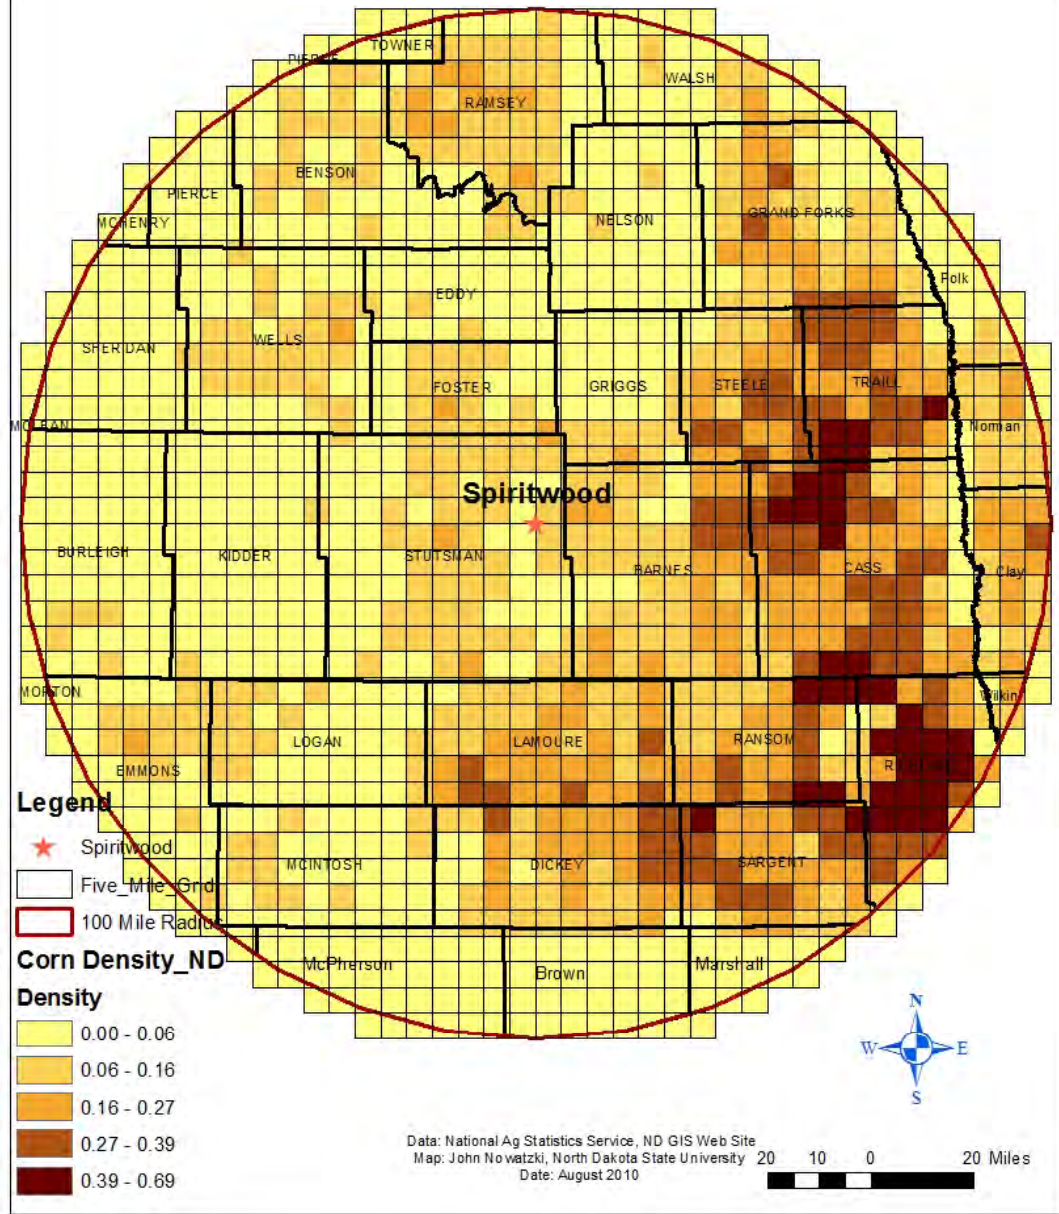 TOWNER
PIERCE
WALSH
RAMSEY
BENSON
PIERCE
MCHENRY
NELSON
GRAND FORKS
Polk
EDDY
WELLS
SHERIDAN
FOSTER
GRIGGS
STEELE
TRAILL
MCLEAN
Norman
Spiritwood
BURLEIGH
KIDDER
STUTSMAN
BARNES
CASS
Clay
MORTON
Wilkin
LOGAN
LAMOURE
RANSOM
EMMONS
MCINTOSH
DICKEY
SARGENT
McPherson
Brown
Marshall
Legend
Spiritwood
Five_Mile_Grid
100 Mile Radius
Corn Density_ND
Density
0.00 - 0.06
0.06 - 0.16
0.16 - 0.27
0.27 - 0.39
0.39 - 0.69
N
W E
S
Data: National Ag Statistics Service, ND GIS Web Site
Map: John Nowatzki, North Dakota State University
Date: August 2010
20 10 0 20 Miles